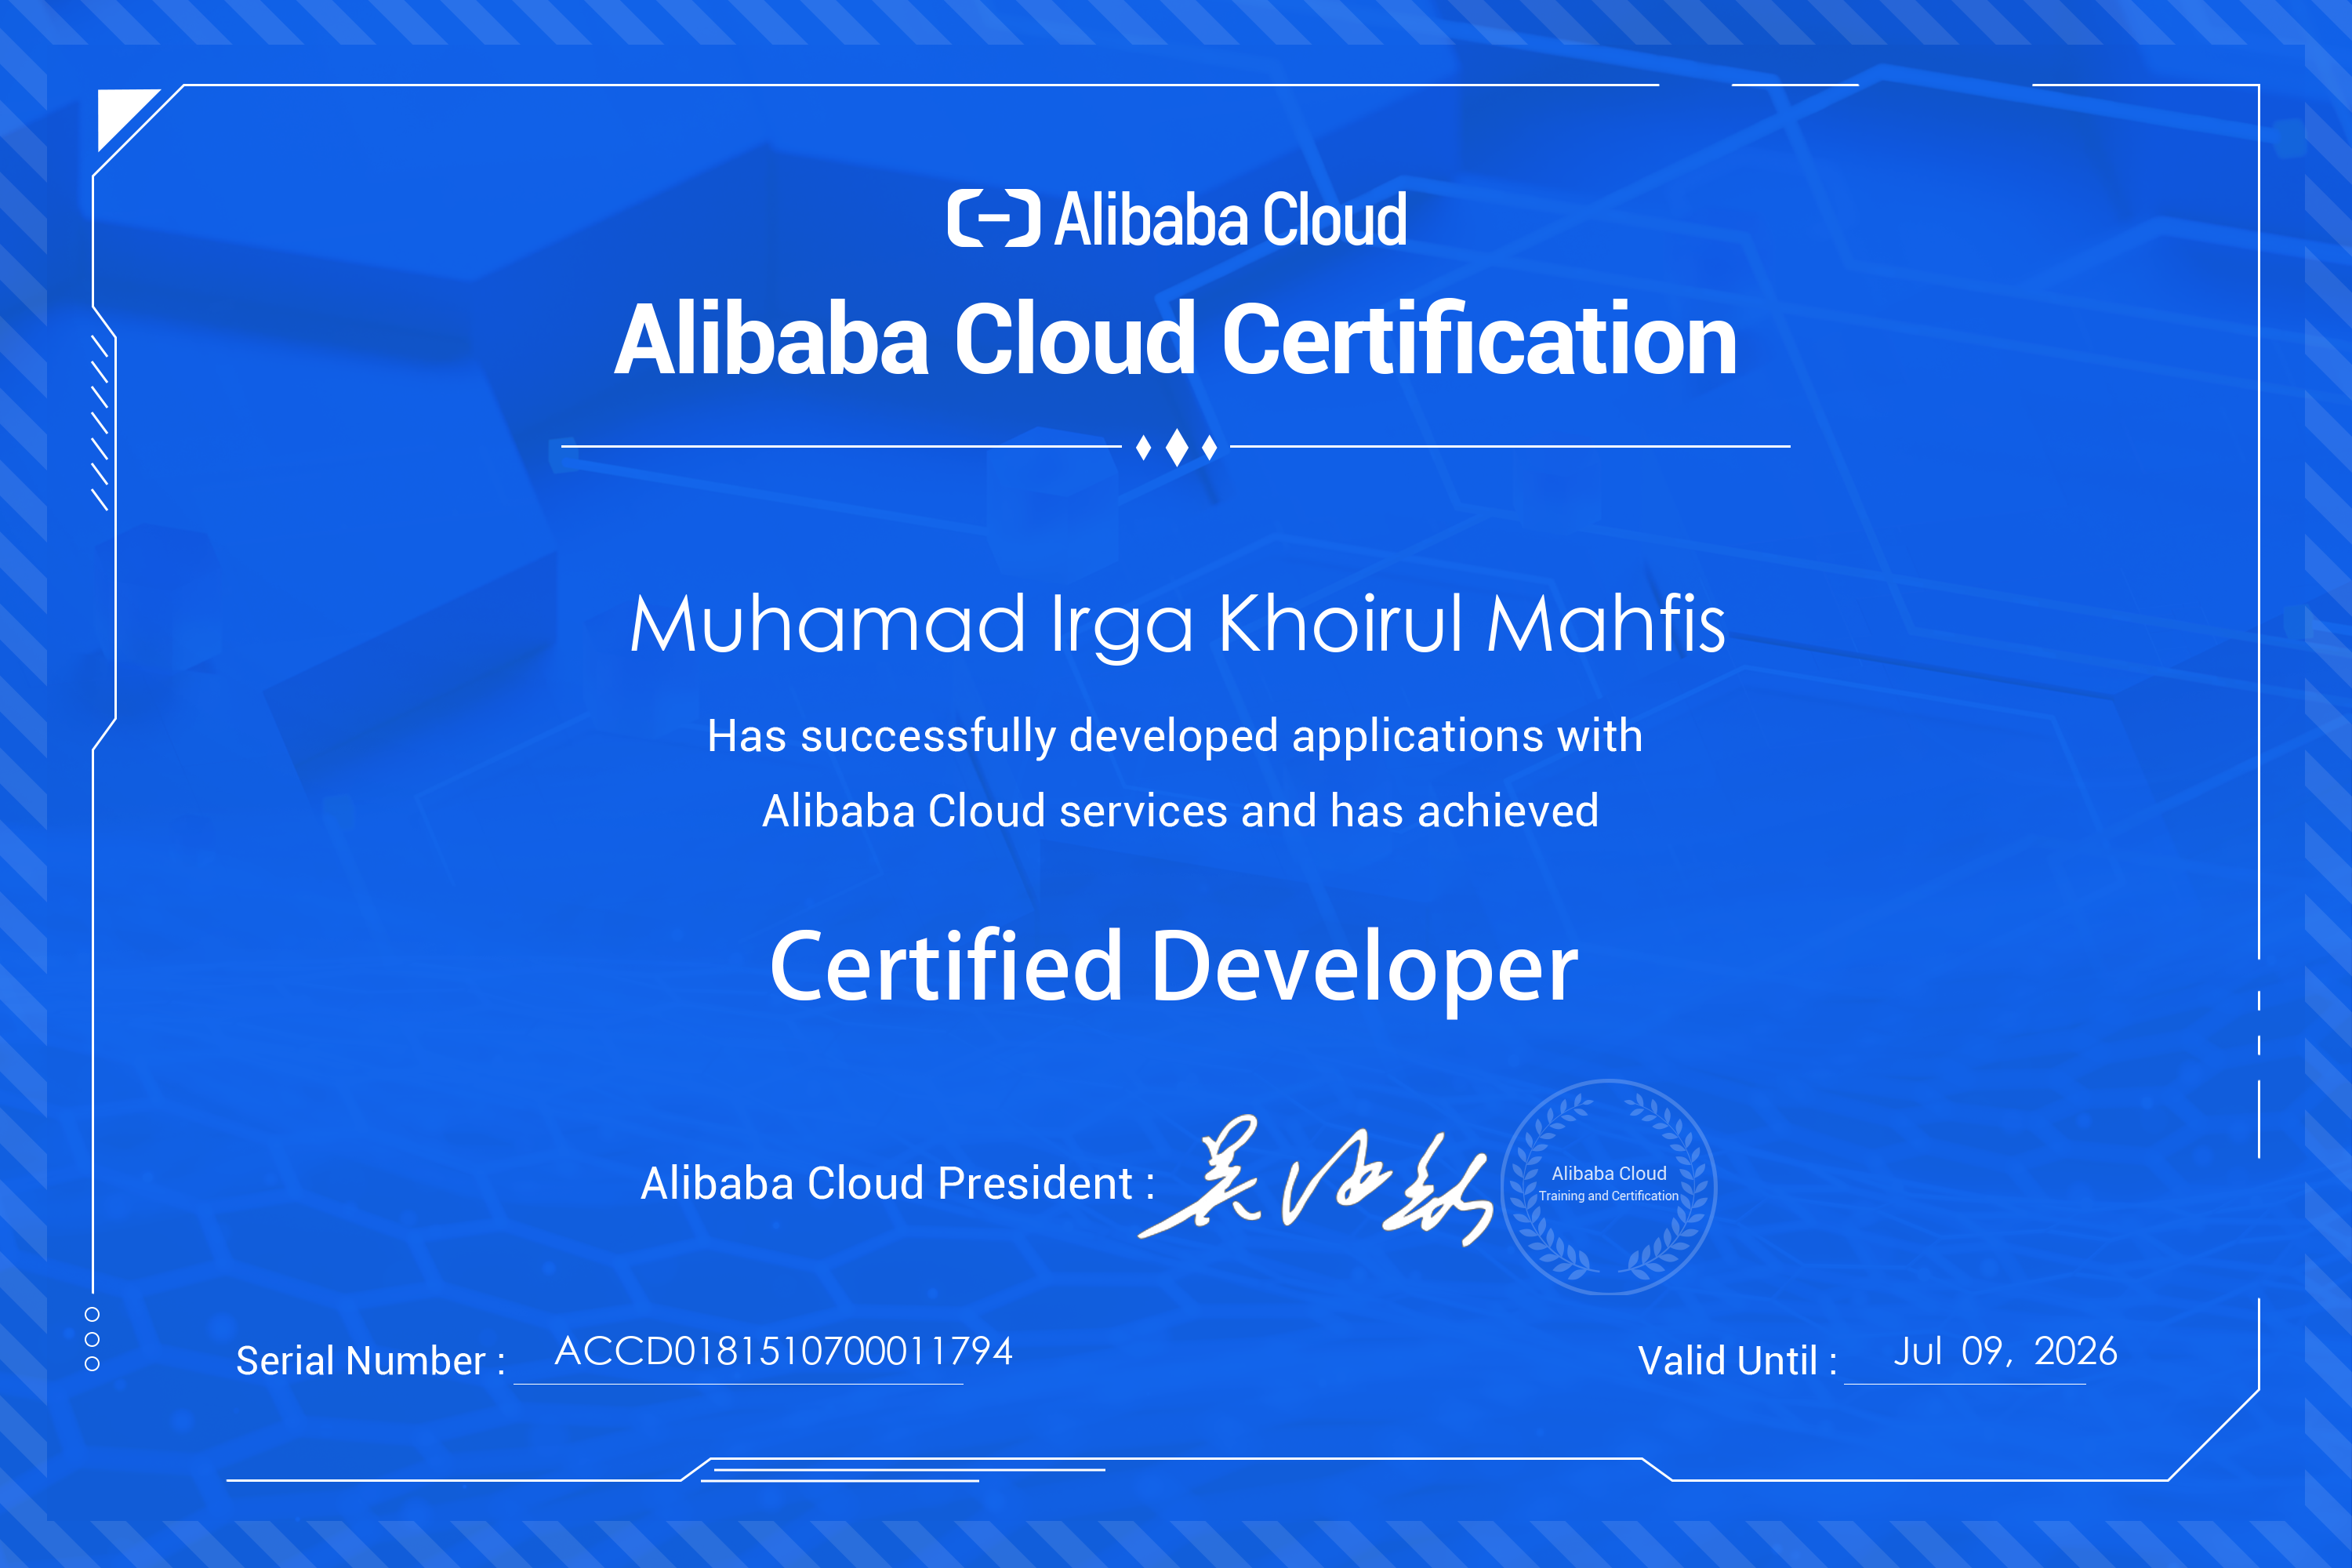 Alibaba Cloud
Alibaba Cloud Certification
Muhamad Irga Khoirul Mahfis
Has successfully developed applications with
Alibaba Cloud services and has achieved
Certified Developer
Alibaba Cloud President :
Alibaba Cloud
Training and Certification
Serial Number : ACCD0181510700011794
Valid Until : Jul 09, 2026